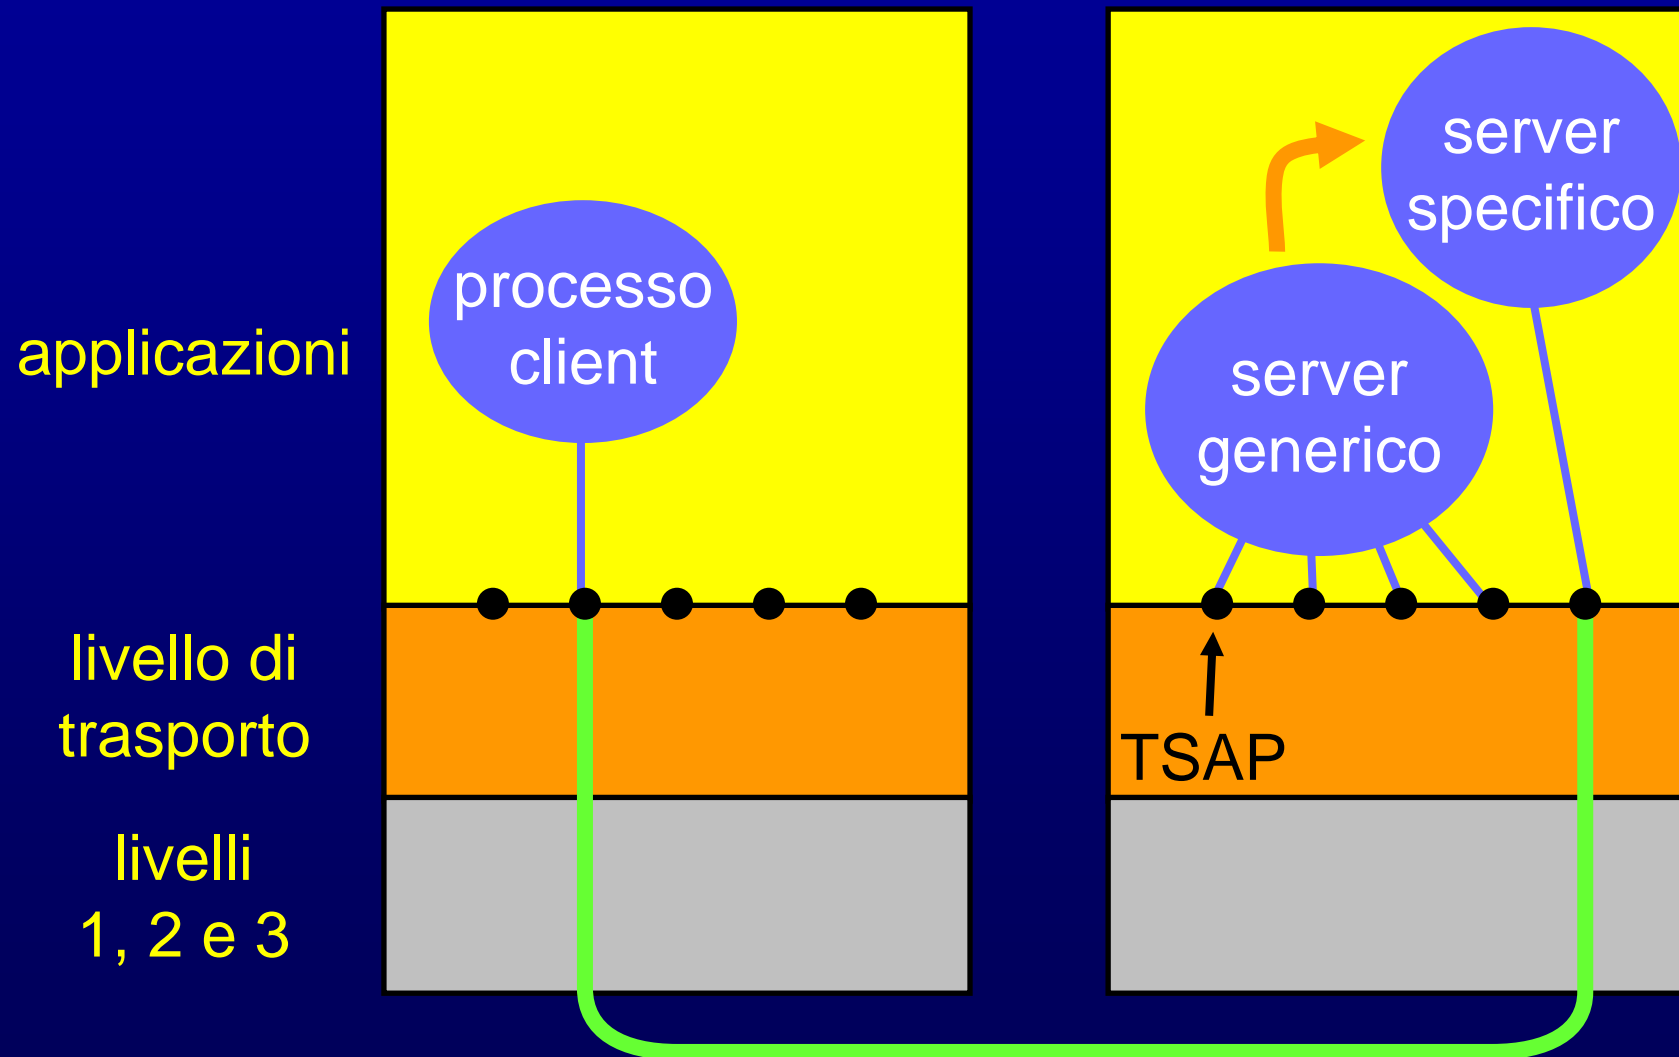 applicazioni
livello di
trasporto
livelli
1, 2 e 3
processo
client
server
specifico
server
generico
TSAP